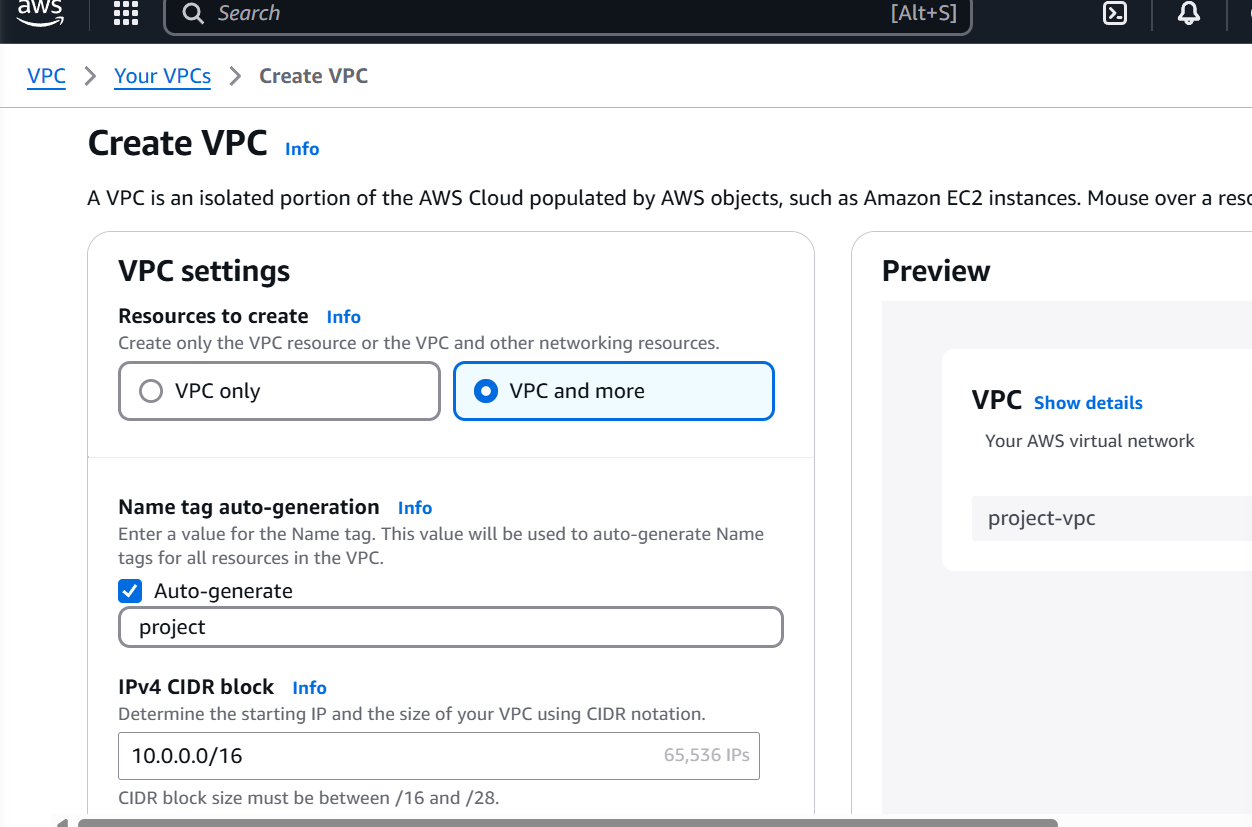 aws
Search [Alt+S]
VPC > Your VPCs > Create VPC
Create VPC Info
A VPC is an isolated portion of the AWS Cloud populated by AWS objects, such as Amazon EC2 instances. Mouse over a
VPC settings
Resources to create Info
Create only the VPC resource or the VPC and other networking resources.
VPC only
VPC and more
Name tag auto-generation Info
Enter a value for the Name tag. This value will be used to auto-generate Name
tags for all resources in the VPC.
Auto-generate
project
IPv4 CIDR block Info
Determine the starting IP and the size of your VPC using CIDR notation.
10.0.0.0/16 65,536 IPs
CIDR block size must be between /16 and /28.
Preview
VPC Show details
Your AWS virtual network
project-vpc